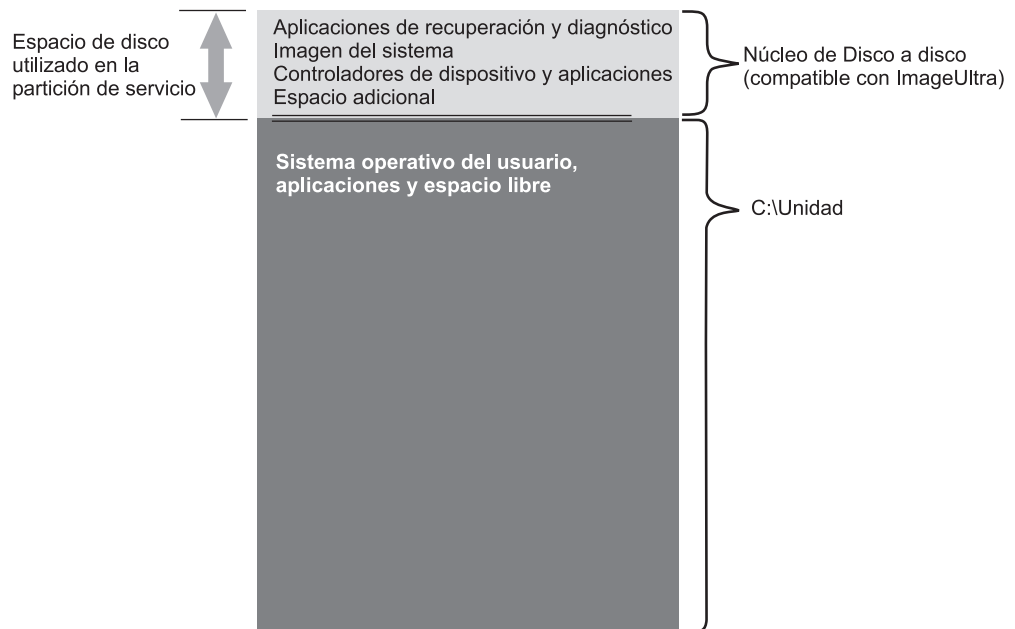 Espacio de disco
utilizado en la
partición de servicio
Aplicaciones de recuperación y diagnóstico
Imagen del sistema
Controladores de dispositivo y aplicaciones
Espacio adicional
Núcleo de Disco a disco
(compatible con ImageUltra)
Sistema operativo del usuario,
aplicaciones y espacio libre
C:\Unidad